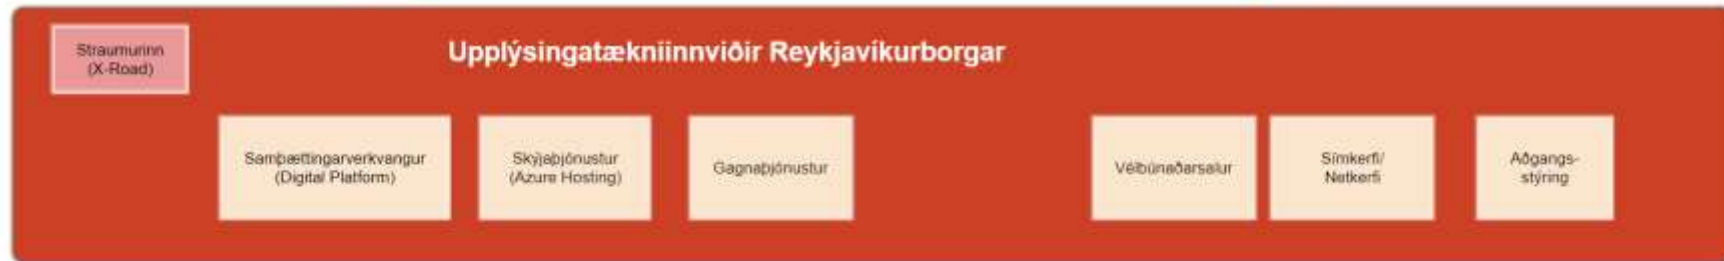 Straumurinn
(X-Road)
Upplýsingatækniinnviðir Reykjavíkurborgar
Samþættingarverkvangur
(Digital Platform)
Skýjaþjónustur
(Azure Hosting)
Gagnaþjónustur
Vélbúnaðarsalur
Símkerfi/
Netkerfi
Aðgangs-
stýring